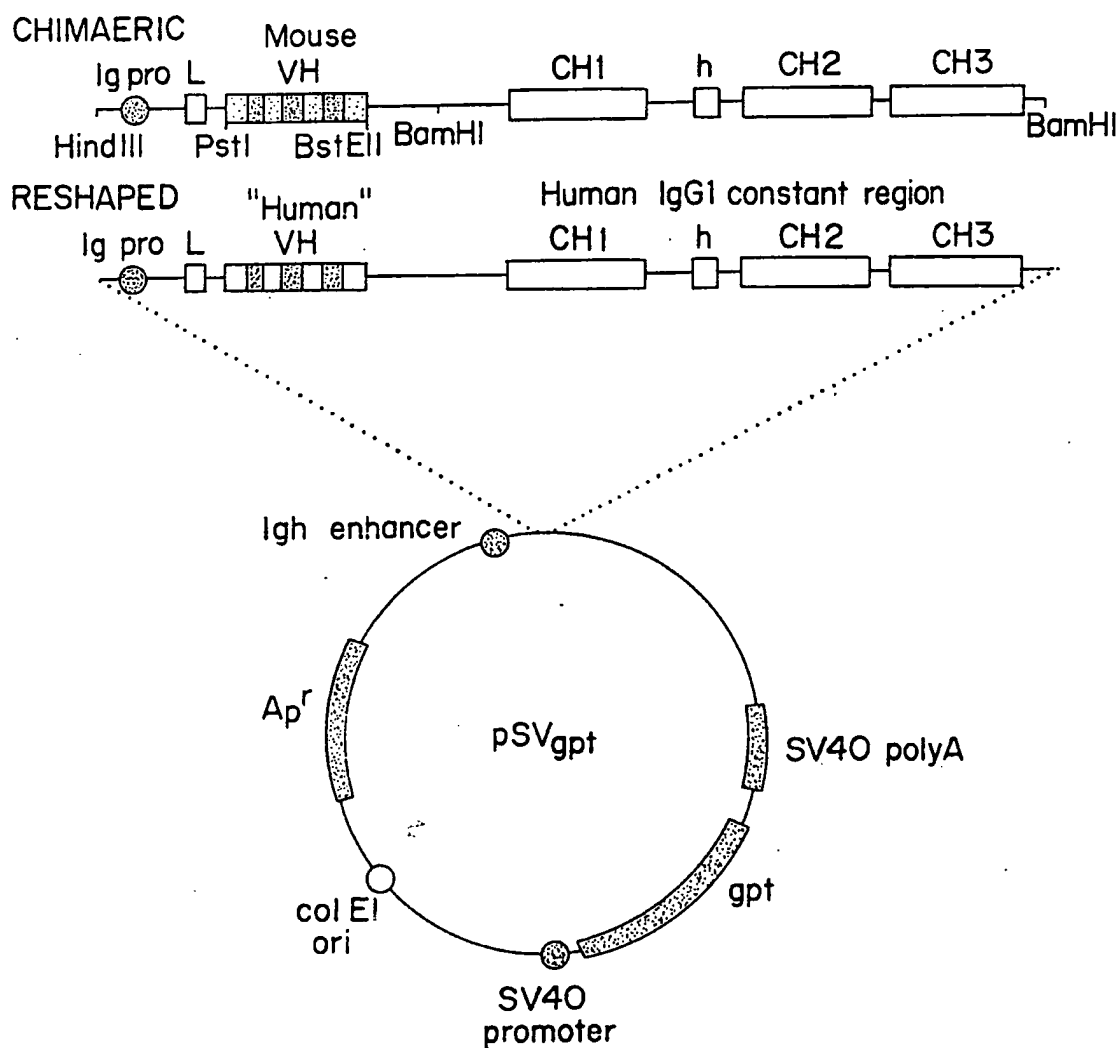 CHIMAERIC
Mouse
Ig pro L VH CH1 h CH2 CH3
HindIII PstI BstEII BamHI BamHI
RESHAPED "Human" Human IgG1 constant region
Ig pro L VH CH1 h CH2 CH3
Igh enhancer
Apr
pSVgpt
SV40 polyA
gpt
col EI
ori
SV40
promoter